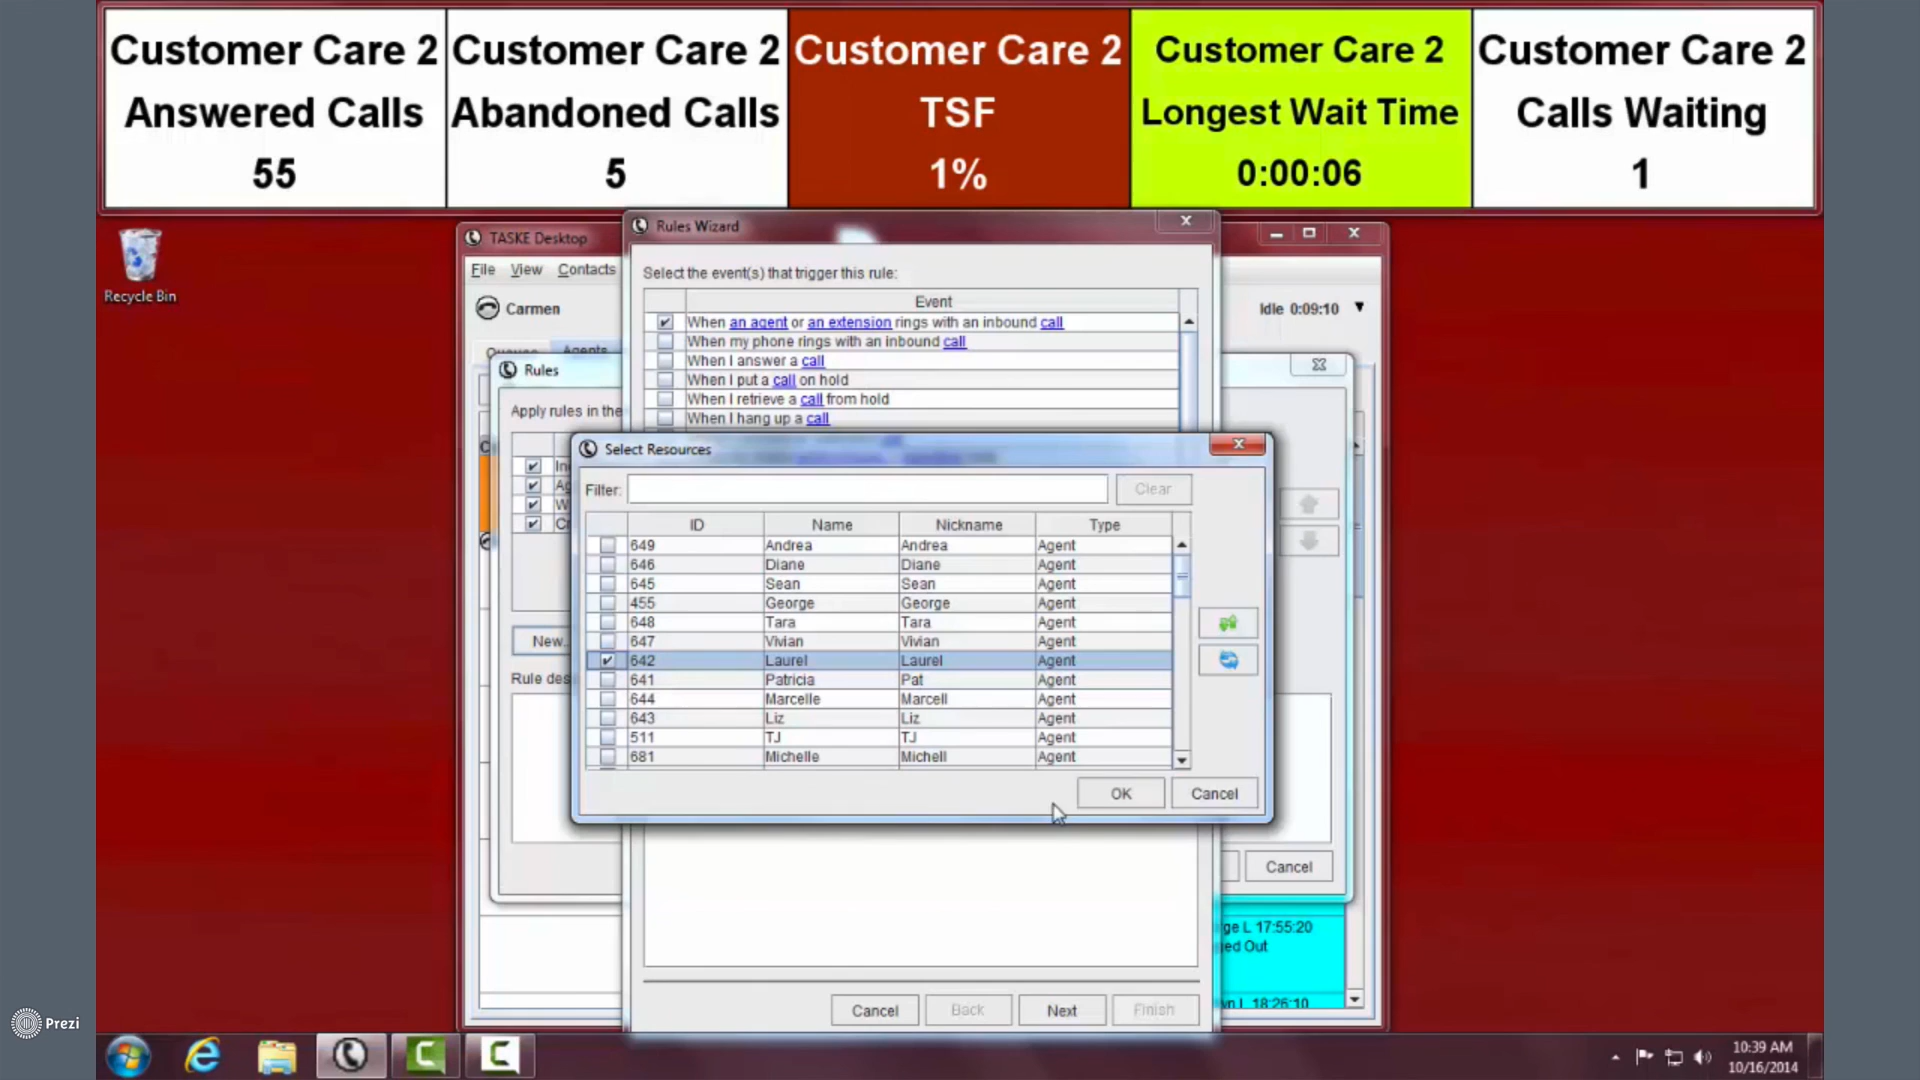 Customer Care 2
Answered Calls
55
Customer Care 2
Abandoned Calls
5
Customer Care 2
TSF
1%
Customer Care 2
Longest Wait Time
0:00:06
Customer Care 2
Calls Waiting
1
Recycle Bin
TASKE Desktop
File View Contacts
Carmen
Idle 0:09:10
Rules
Apply rules in the
New..
Rule des
Cancel
ge L 17:55:20
ed Out
L 18:26:10
Rules Wizard
Select the event(s) that trigger this rule:
Event
When an agent or an extension rings with an inbound call
When my phone rings with an inbound call
When I answer a call
When I put a call on hold
When I retrieve a call from hold
When I hang up a call
Select Resources
Filter:
Clear
ID Name Nickname Type
649 Andrea Andrea Agent
646 Diane Diane Agent
645 Sean Sean Agent
455 George George Agent
648 Tara Tara Agent
647 Vivian Vivian Agent
642 Laurel Laurel Agent
641 Patricia Pat Agent
644 Marcelle Marcell Agent
643 Liz Liz Agent
511 TJ TJ Agent
681 Michelle Michell Agent
OK Cancel
Cancel Back Next Finish
Prezi
10:39 AM
10/16/2014